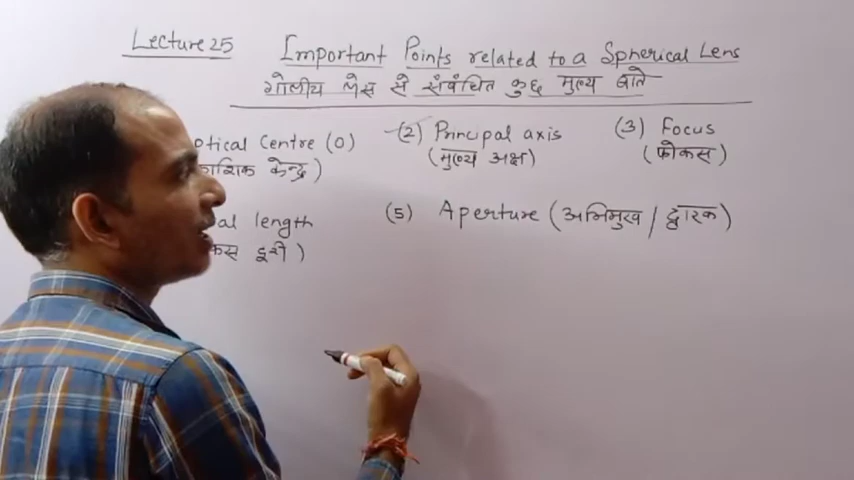 Lecture 25 Important Points related to a Spherical Lens
गोलीय लेंस से संबंधित कुछ मुख्य बातें
ptical Centre (O) (2) Principal axis (3) Focus
काशिक केन्द्र) (मुख्य अक्ष) (फोकस)
al length (5) Aperture (अभिमुख / द्वारक)
कस दूरी)